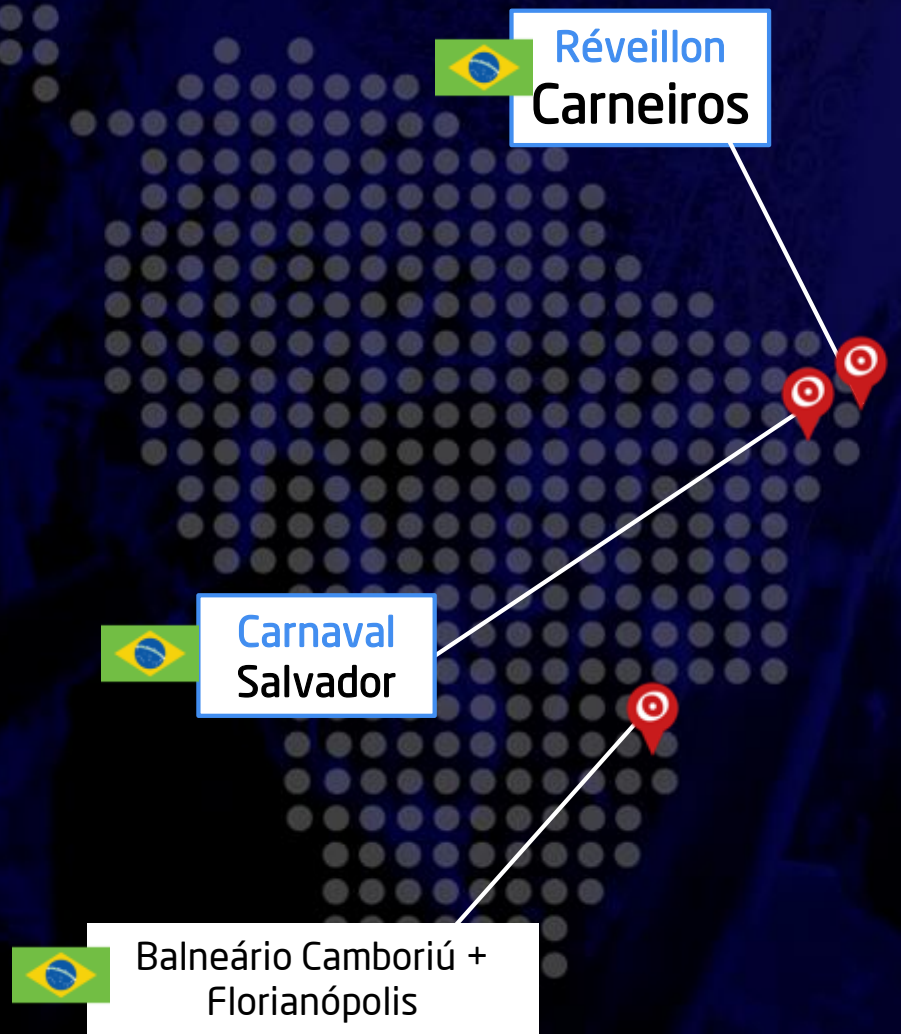 Réveillon
Carneiros
Carnaval
Salvador
Balneário Camboriú +
Florianópolis